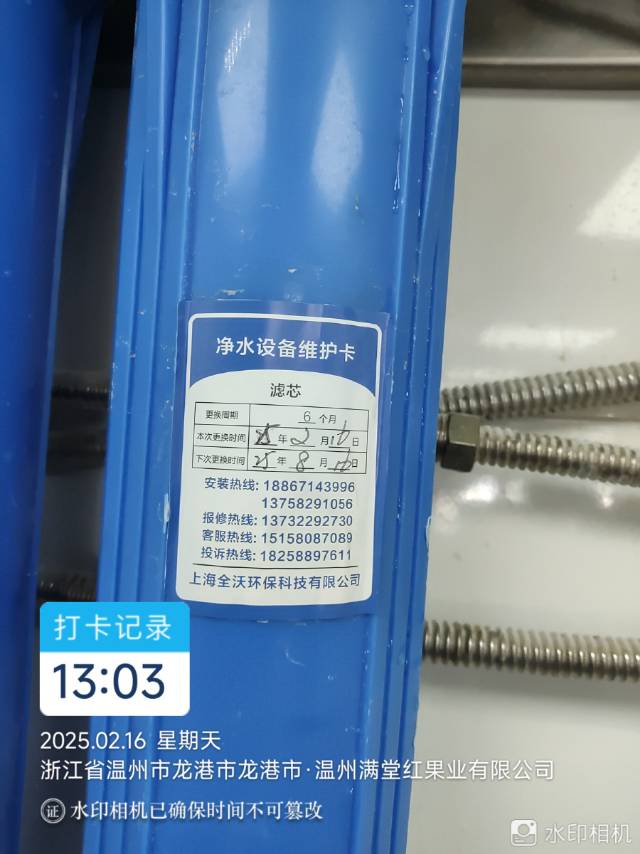 净水设备维护卡
滤芯
更换周期 6 个月
本次更换时间 25 年 2 月 16 日
下次更换时间 25 年 8 月 16 日
安装热线: 18867143996
13758291056
报修热线: 13732292730
客服热线: 15158087089
投诉热线: 18258897611
上海全沃环保科技有限公司
打卡记录
13:03
2025.02.16 星期天
浙江省温州市龙港市龙港市·温州满堂红果业有限公司
证 水印相机已确保时间不可篡改
水印相机